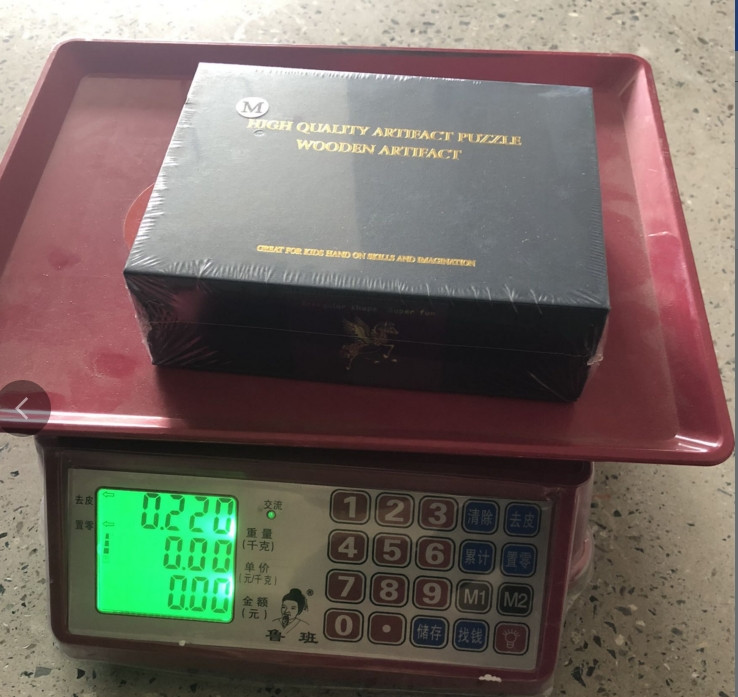 M
HIGH QUALITY ARTIFACT PUZZLE
WOODEN ARTIFACT
GREAT FOR KIDS HAND ON SKILLS AND IMAGINATION
去皮
置零
0.220
0.00
0.00
交流
重量
(千克)
单价
(元/千克)
金额
(元)
鲁班
®
1 2 3 清除 去皮
4 5 6 累计 置零
7 8 9 M1 M2
0 · 储存 找钱